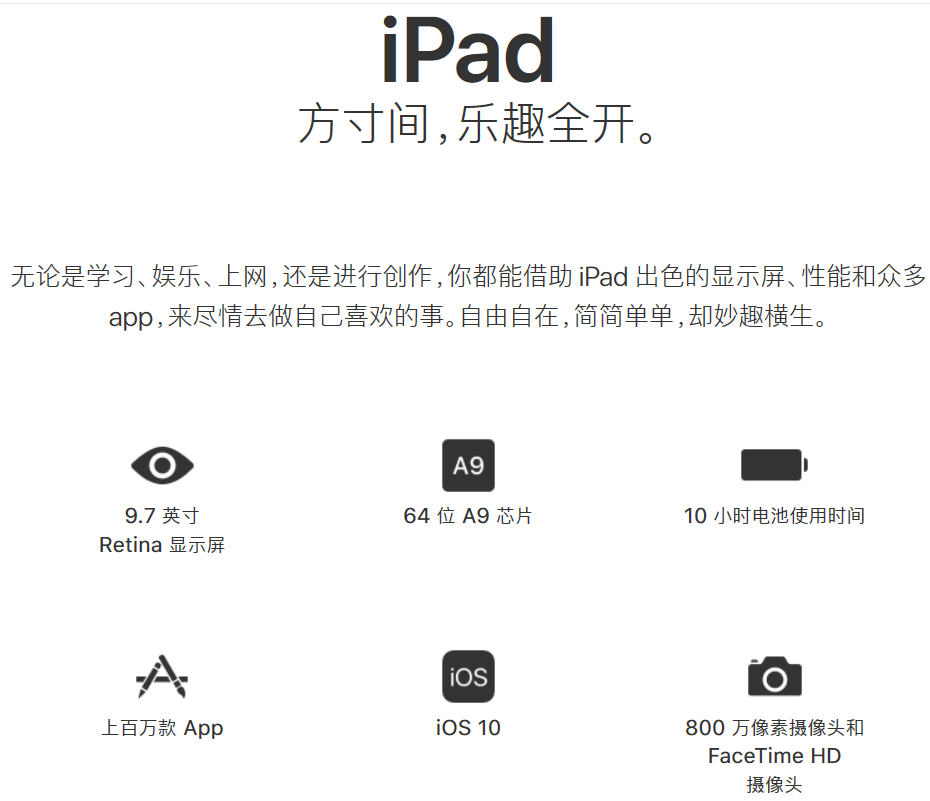 iPad
方寸间，乐趣全开。
无论是学习、娱乐、上网，还是进行创作，你都能借助 iPad 出色的显示屏、性能和众多
app，来尽情去做自己喜欢的事。自由自在，简简单单，却妙趣横生。
A9
9.7 英寸
Retina 显示屏
64 位 A9 芯片
10 小时电池使用时间
iOS
上百万款 App
iOS 10
800 万像素摄像头和
FaceTime HD
摄像头